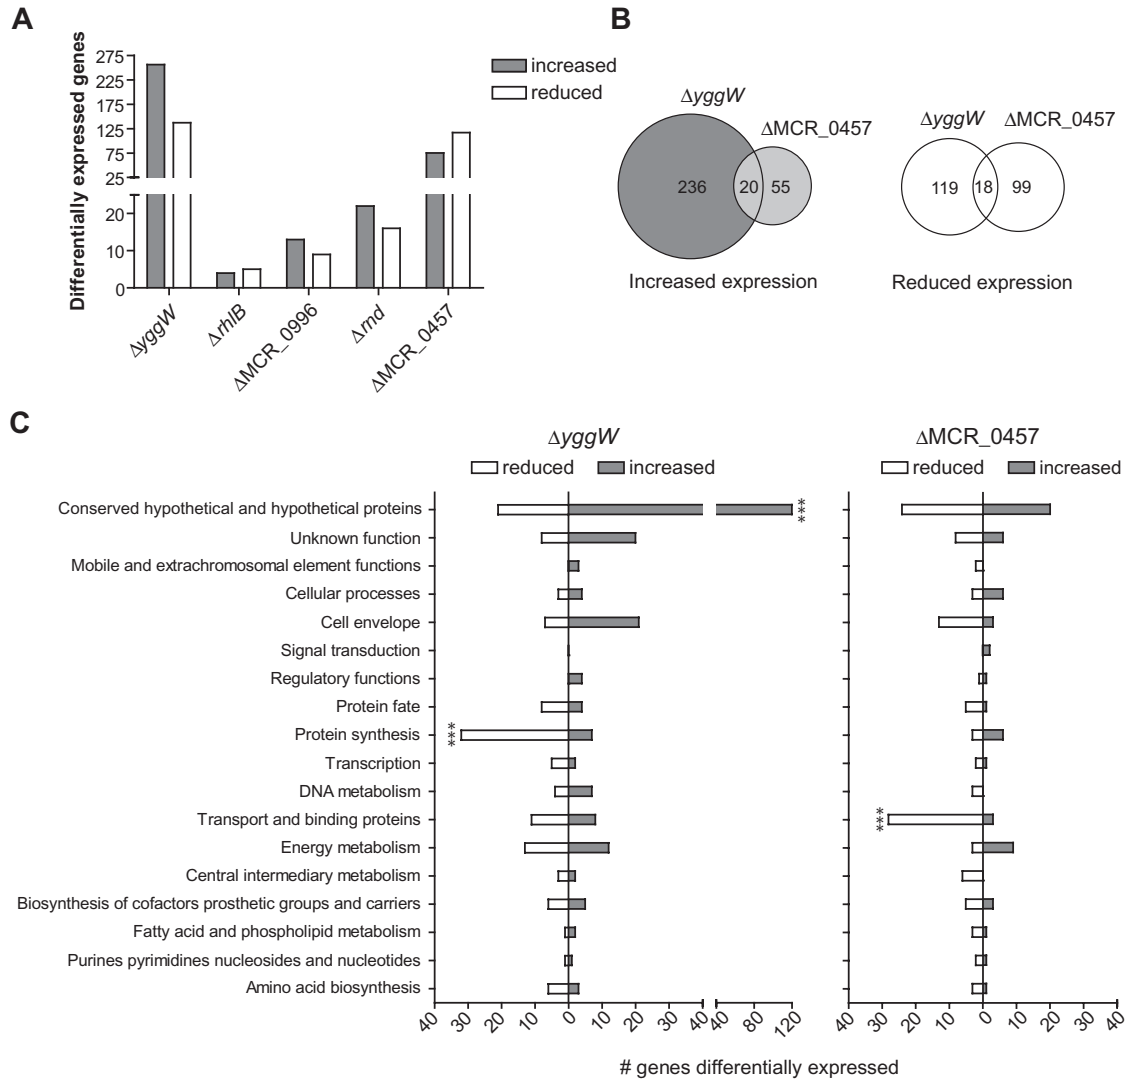 A
Differentially expressed genes
275
225
175
125
75
25
20
10
0
increased
reduced
ΔyggW
ΔrhlB
ΔMCR_0996
Δrnd
ΔMCR_0457
B
ΔyggW
ΔMCR_0457
236
20
55
Increased expression
ΔyggW
ΔMCR_0457
119
18
99
Reduced expression
C
ΔyggW
reduced
increased
ΔMCR_0457
reduced
increased
Conserved hypothetical and hypothetical proteins
***
Unknown function
Mobile and extrachromosomal element functions
Cellular processes
Cell envelope
Signal transduction
Regulatory functions
Protein fate
Protein synthesis
***
Transcription
DNA metabolism
Transport and binding proteins
***
Energy metabolism
Central intermediary metabolism
Biosynthesis of cofactors prosthetic groups and carriers
Fatty acid and phospholipid metabolism
Purines pyrimidines nucleosides and nucleotides
Amino acid biosynthesis
40 30 20 10 0 10 20 30 40 40 80 120
40 30 20 10 0 10 20 30 40
# genes differentially expressed